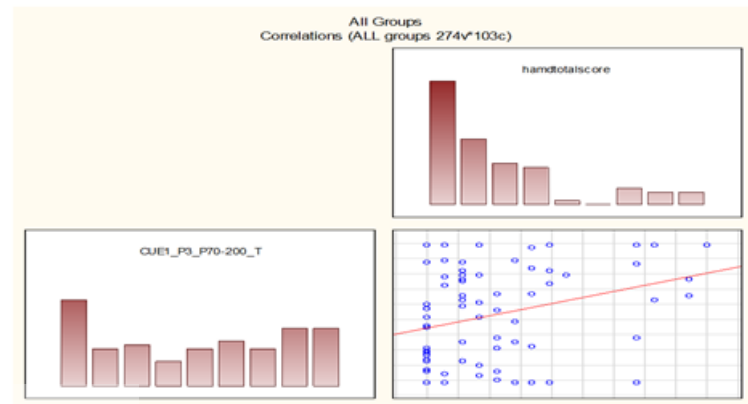 All Groups
Correlations (ALL groups 274v*103c)
hamdtotalscore
CUE1_P3_P70-200_T